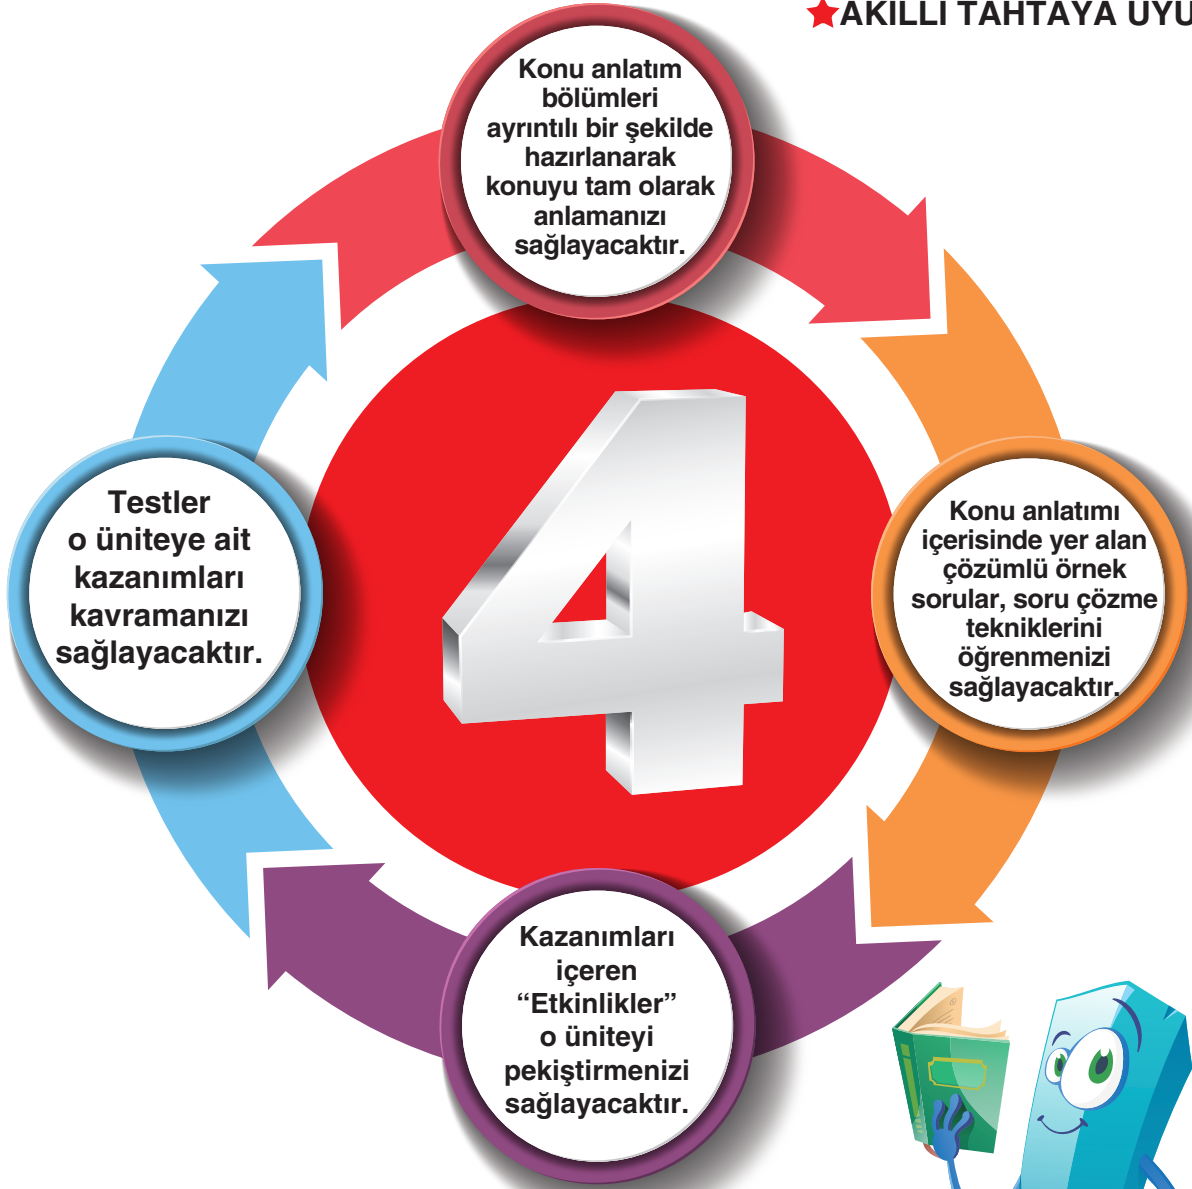 AKILLI TAHTAYA
Konu anlatım
bölümleri
ayrıntılı bir şekilde
hazırlanarak
konuyu tam olarak
anlamanızı
sağlayacaktır.
Testler
o üniteye ait
kazanımları
kavramanızı
sağlayacaktır.
4
Konu anlatımı
içerisinde yer alan
çözümlü örnek
sorular, soru çözme
tekniklerini
öğrenmenizi
sağlayacaktır.
Kazanımları
içeren
“Etkinlikler”
o üniteyi
pekiştirmenizi
sağlayacaktır.